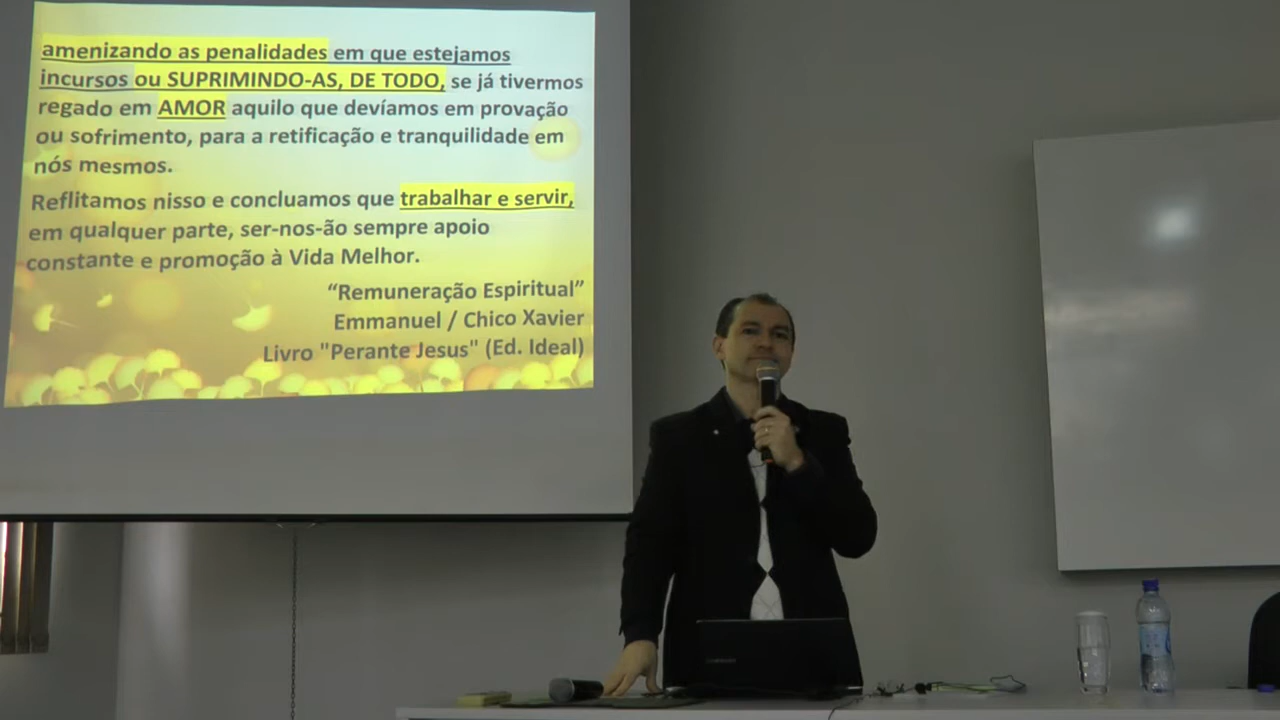 amenizando as penalidades em que estejamos
incursos ou SUPRIMINDO-AS, DE TODO, se já tivermos
regado em AMOR aquilo que devíamos em provação
ou sofrimento, para a retificação e tranquilidade em
nós mesmos.
Reflitamos nisso e concluamos que trabalhar e servir,
em qualquer parte, ser-nos-ão sempre apoio
constante e promoção à Vida Melhor.
“Remuneração Espiritual”
Emmanuel / Chico Xavier
Livro "Perante Jesus" (Ed. Ideal)